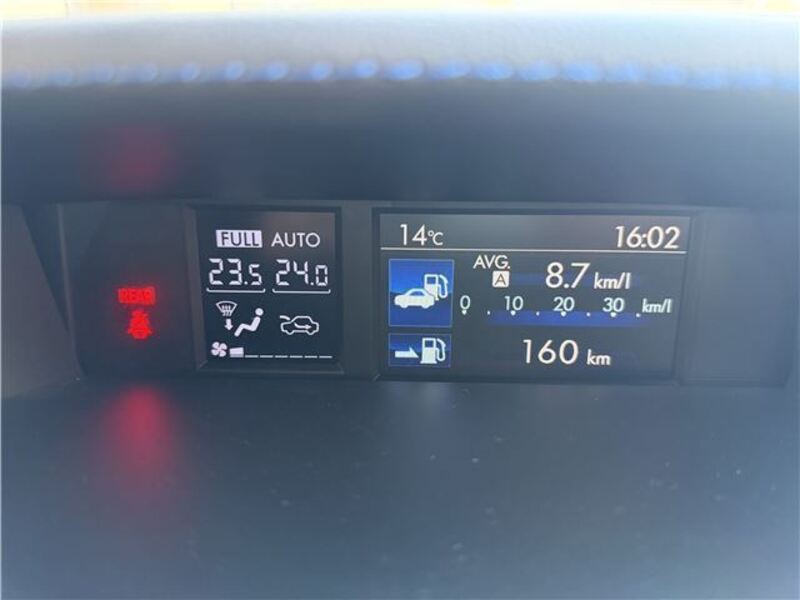 REAR
FULL AUTO
23.5 24.0
14°C 16:02
AVG. A 8.7 km/l
0 10 20 30 km/l
160 km